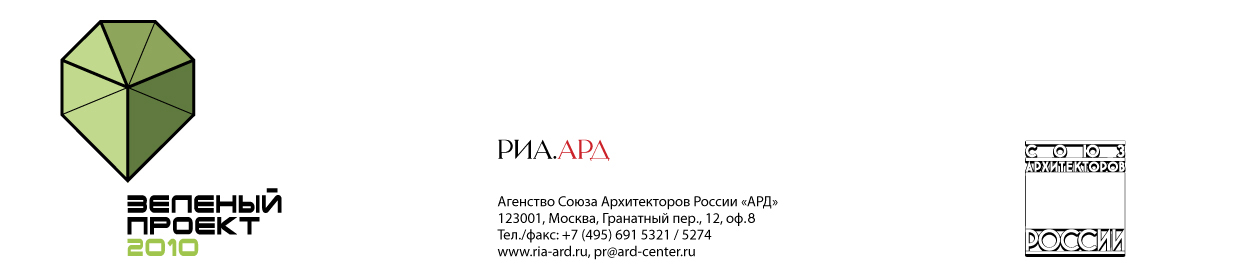 ЗЕЛЕНЫЙ
ПРОЕКТ
2010
РИА.АРД
Агенство Союза Архитекторов России «АРД»
123001, Москва, Гранатный пер., 12, оф.8
Тел./факс: +7 (495) 691 5321 / 5274
www.ria-ard.ru, pr@ard-center.ru
СОЮЗ
АРХИТЕКТОРОВ
РОССИИ